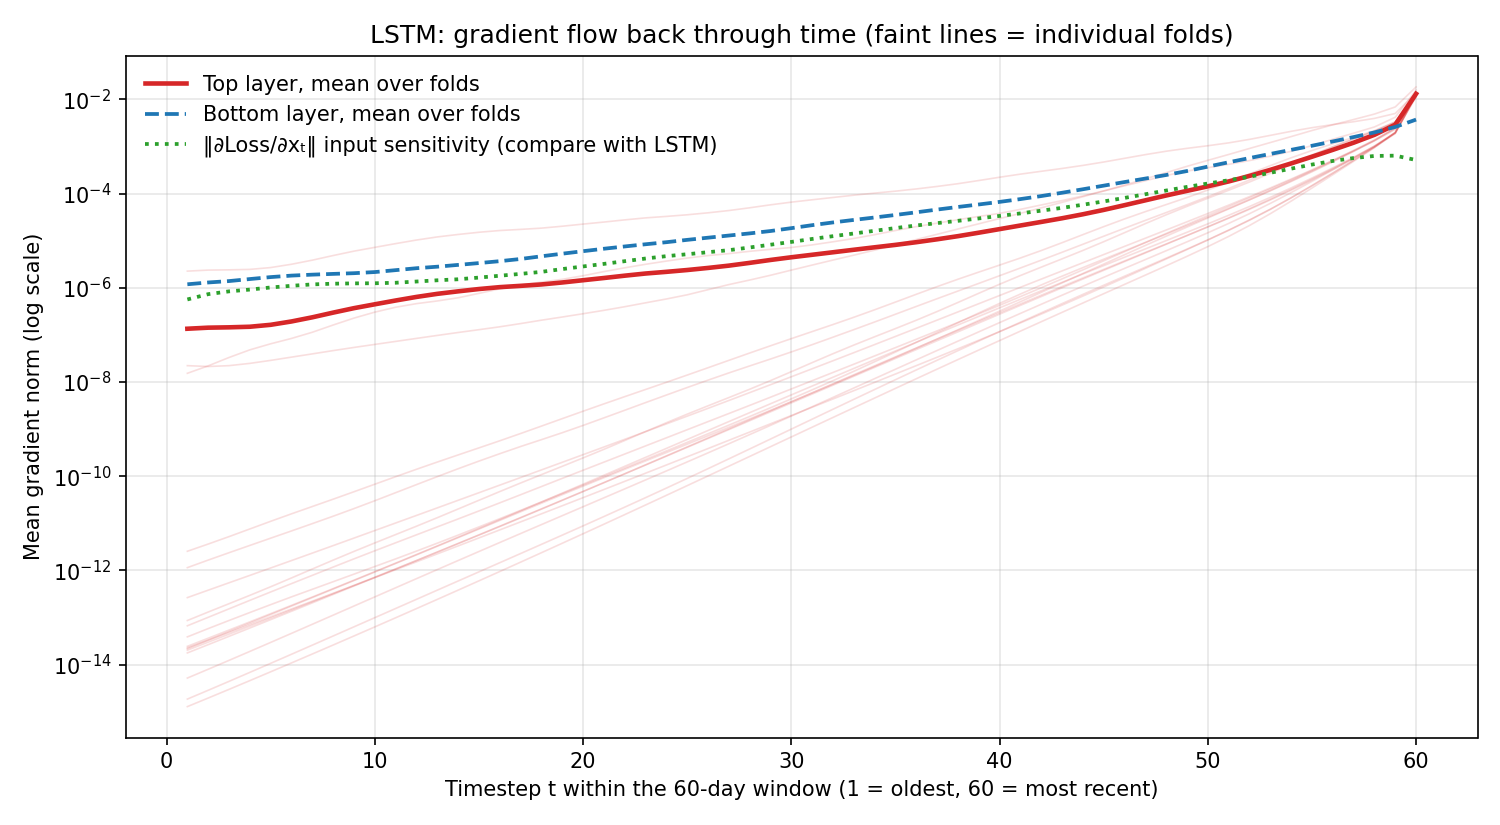 LSTM: gradient flow back through time (faint lines = individual folds)
Top layer, mean over folds
Bottom layer, mean over folds
‖∂Loss/∂xₜ‖ input sensitivity (compare with LSTM)
Mean gradient norm (log scale)
10⁻²
10⁻⁴
10⁻⁶
10⁻⁸
10⁻¹⁰
10⁻¹²
10⁻¹⁴
0 10 20 30 40 50 60
Timestep t within the 60-day window (1 = oldest, 60 = most recent)